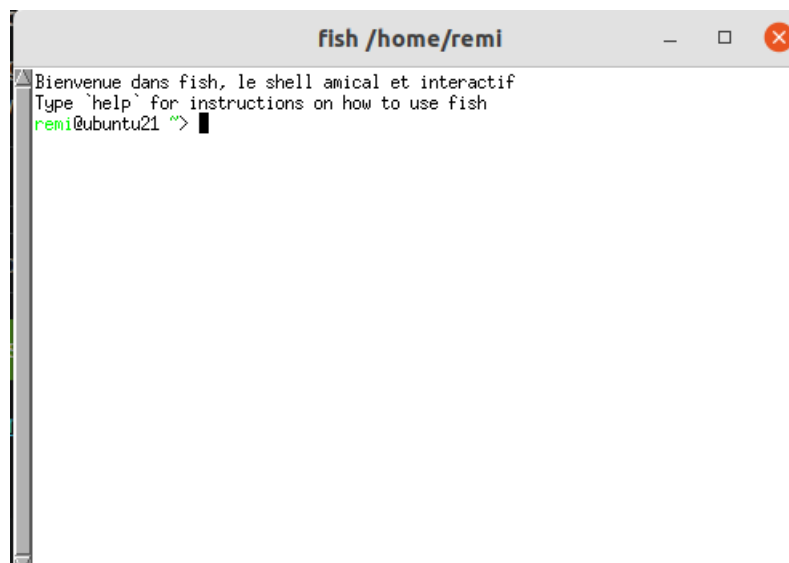 fish /home/remi
Bienvenue dans fish, le shell amical et interactif
Type `help` for instructions on how to use fish
remi@ubuntu21 ~>